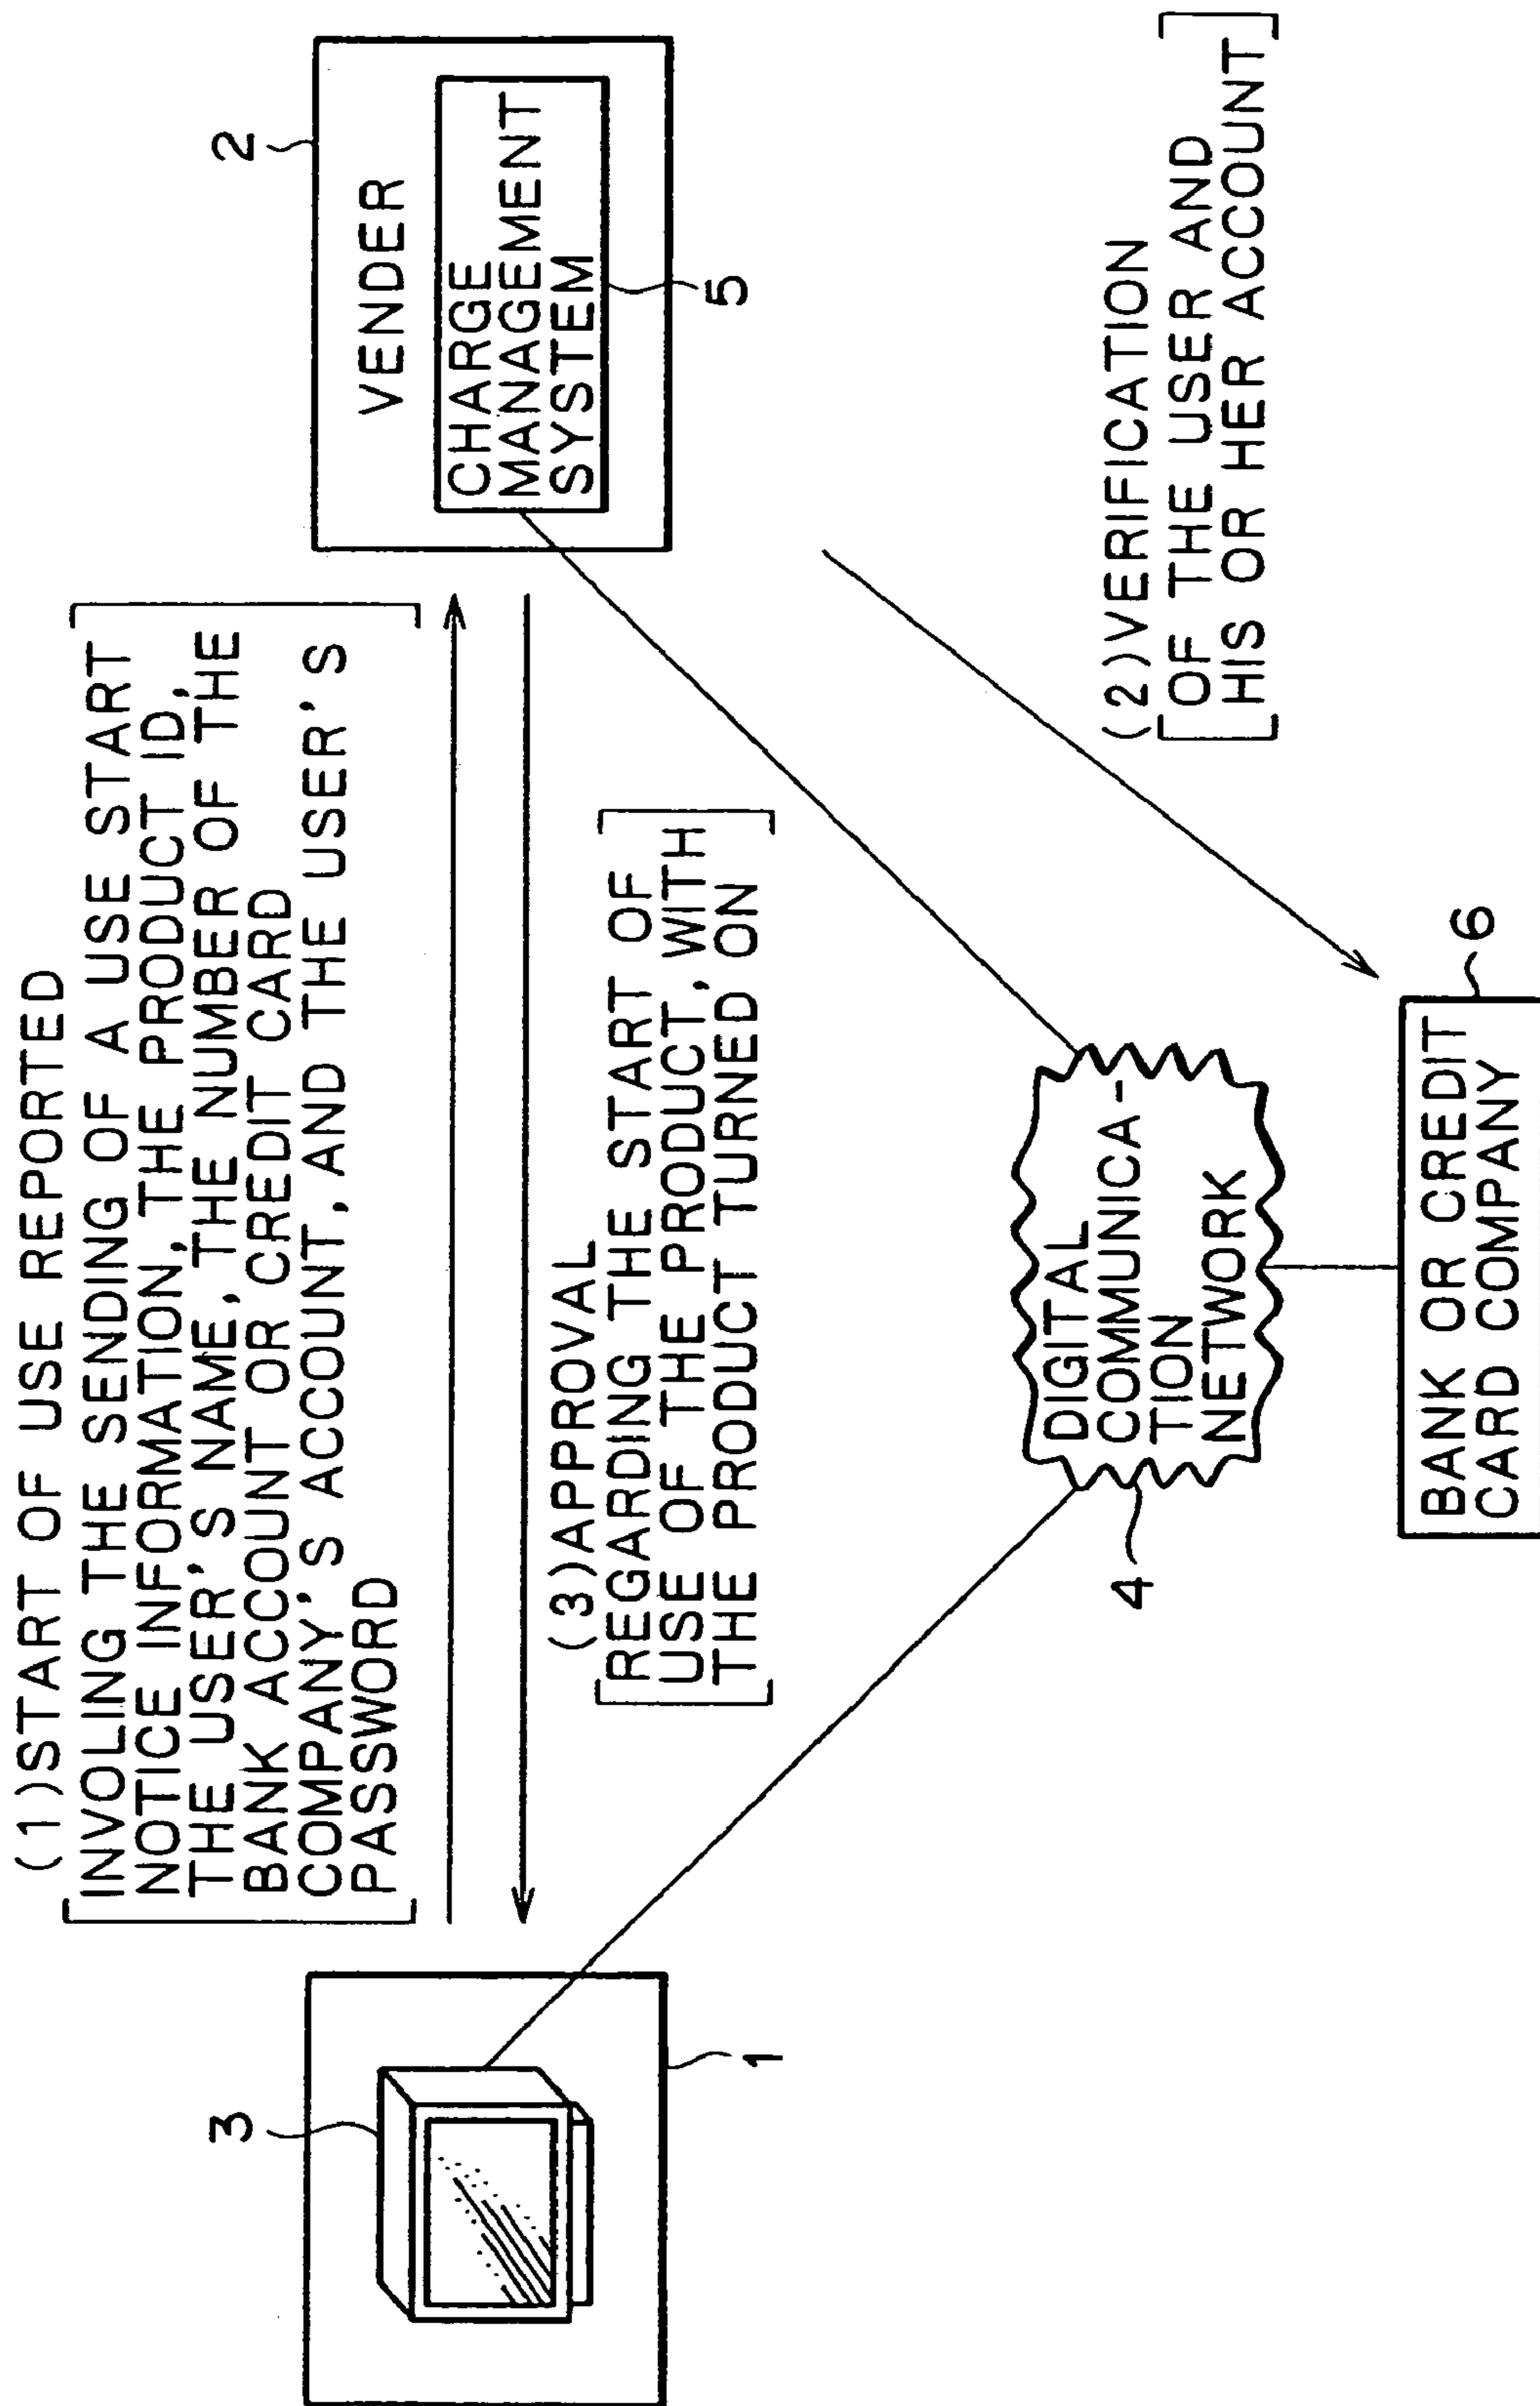 (1)START OF USE REPORTED
INVOLING THE SENDING OF A USE START
NOTICE INFORMATION, THE PRODUCT ID,
THE USER'S NAME, THE NUMBER OF THE
BANK ACCOUNT OR CREDIT CARD
COMPANY'S ACCOUNT, AND THE USER'S
PASSWORD
3
1
2
VENDER
CHARGE
MANAGEMENT
SYSTEM
5
(3)APPROVAL
REGARDING THE START OF
USE OF THE PRODUCT, WITH
THE PRODUCT TURNED ON
(2)VERIFICATION
OF THE USER AND
HIS OR HER ACCOUNT
DIGITAL
COMMUNICA-
TION
NETWORK
4
BANK OR CREDIT
CARD COMPANY
6